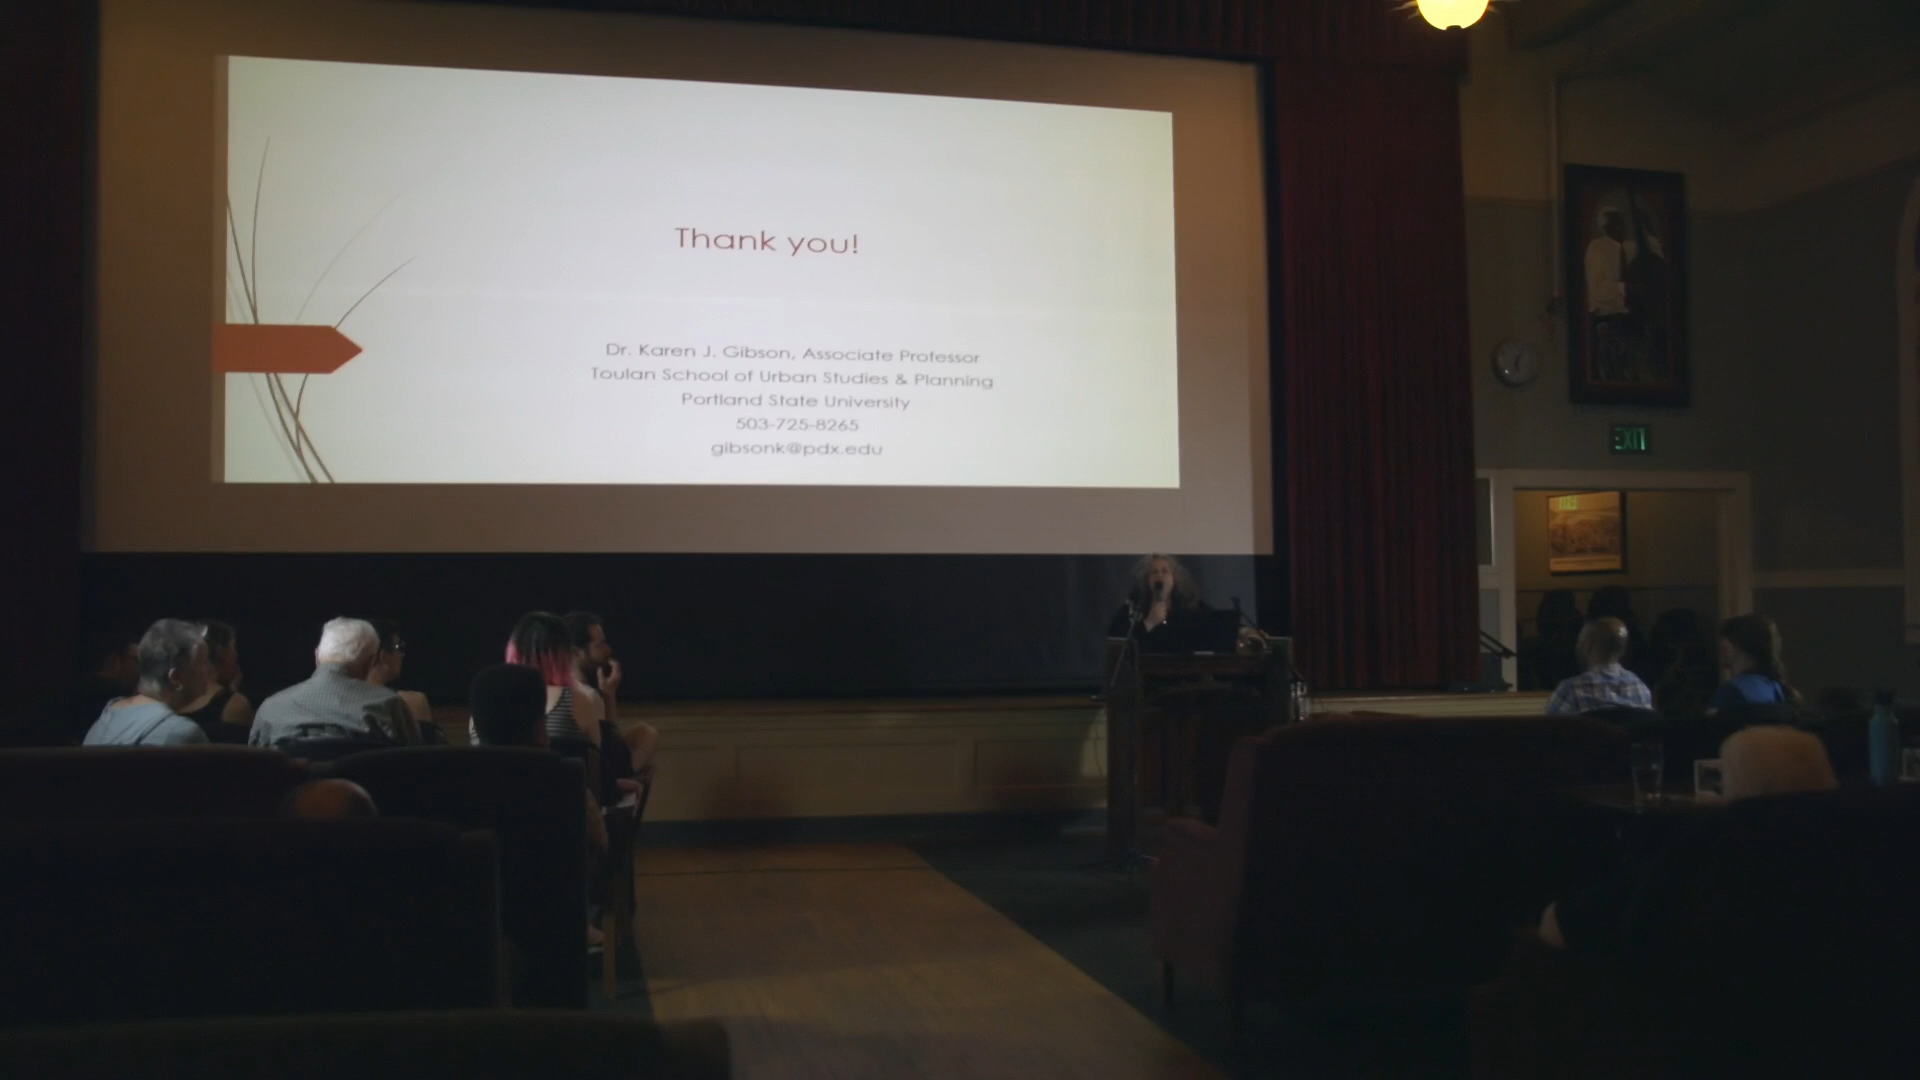 Thank you!
Dr. Karen J. Gibson, Associate Professor
Toulan School of Urban Studies & Planning
Portland State University
503-725-8265
gibsonk@pdx.edu
EXIT